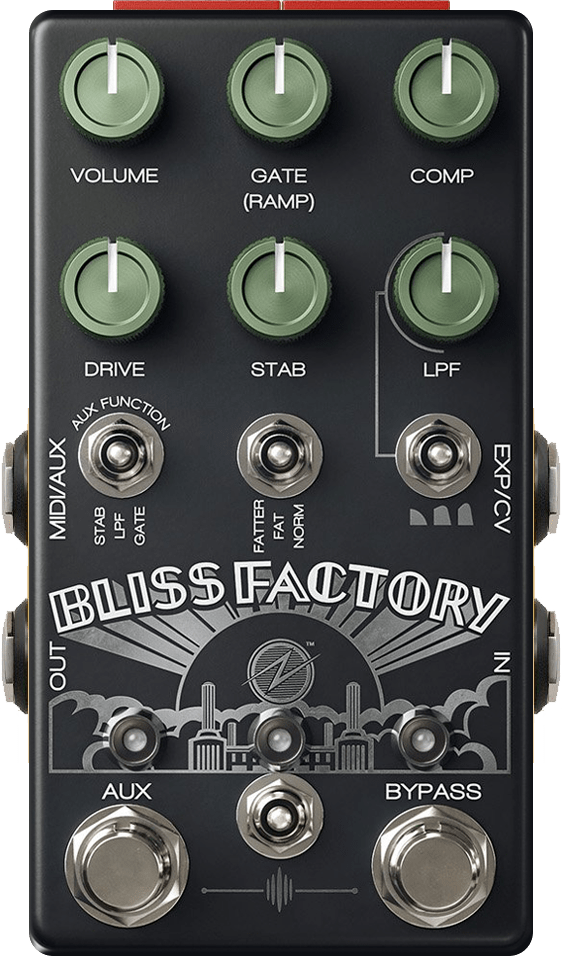 VOLUME
GATE
(RAMP)
COMP
DRIVE
STAB
LPF
AUX FUNCTION
MIDI/AUX
STAB
LPF
GATE
FATTER
FAT
NORM
EXP/CV
BLISS FACTORY
™
OUT
IN
AUX
BYPASS